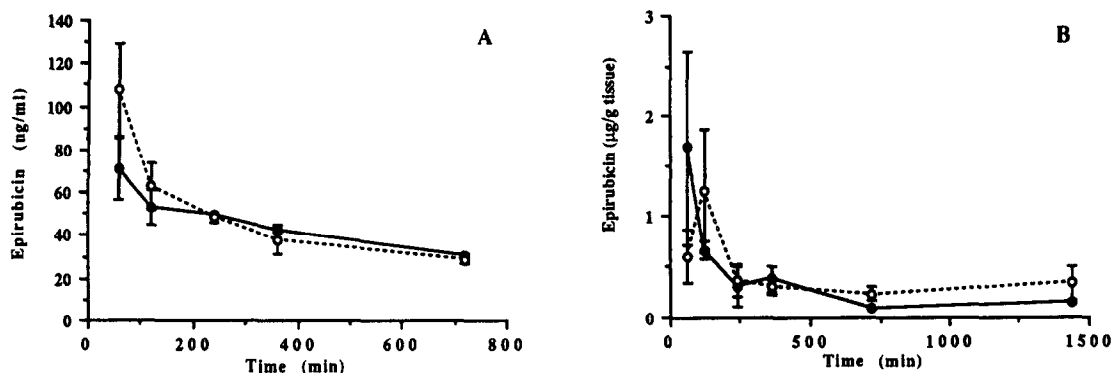 A
Epirubicin (ng/ml)
140
120
100
80
60
40
20
0
0 200 400 600 800
Time (min)
B
Epirubicin (μg/g tissue)
3
2
1
0
0 500 1000 1500
Time (min)